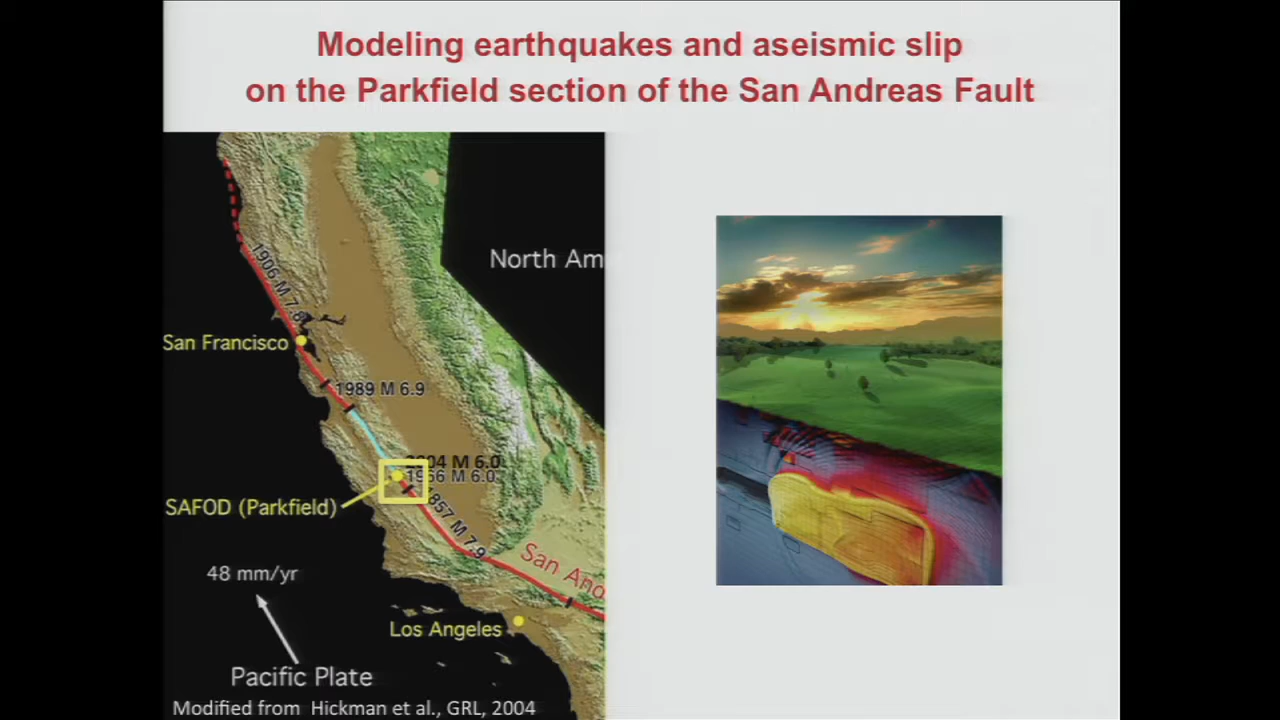 Modeling earthquakes and aseismic slip
on the Parkfield section of the San Andreas Fault
North Am
1906 M 7.8
San Francisco
1989 M 6.9
2004 M 6.0
1966 M 6.0
SAFOD (Parkfield)
1857 M 7.9
San And
48 mm/yr
Los Angeles
Pacific Plate
Modified from Hickman et al., GRL, 2004